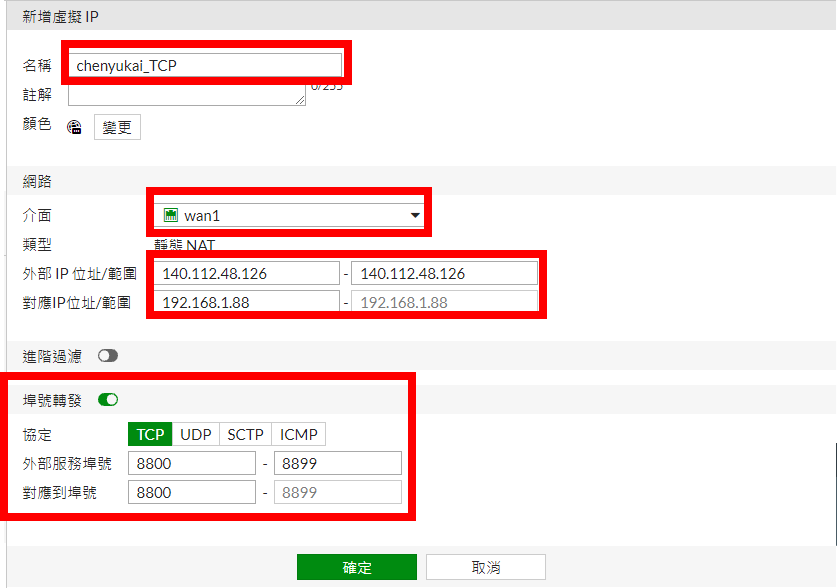 新增虛擬 IP
名稱 chenyukai_TCP
註解 0/255
顏色 變更
網路
介面 wan1
類型 靜態 NAT
外部 IP 位址/範圍 140.112.48.126 - 140.112.48.126
對應IP位址/範圍 192.168.1.88 - 192.168.1.88
進階過濾
埠號轉發
協定 TCP UDP SCTP ICMP
外部服務埠號 8800 - 8899
對應到埠號 8800 - 8899
確定 取消